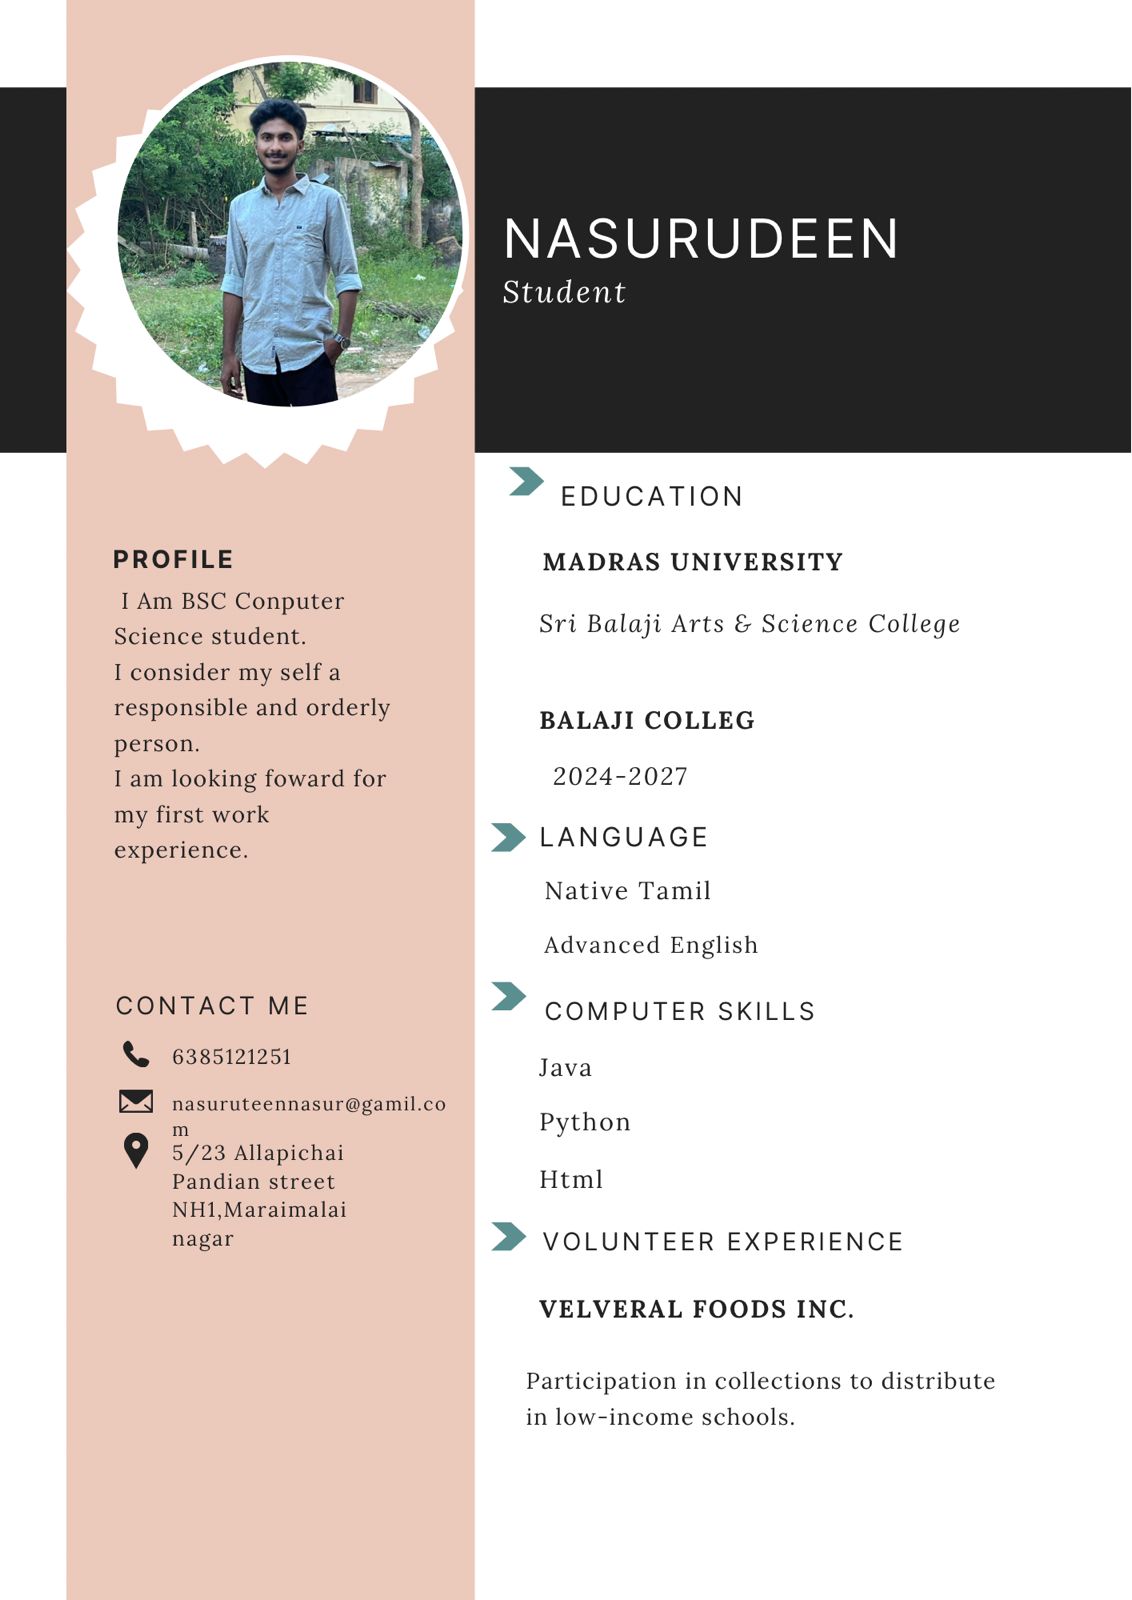 NASURUDEEN
Student
PROFILE
I Am BSC Conputer
Science student.
I consider my self a
responsible and orderly
person.
I am looking foward for
my first work
experience.
CONTACT ME
6385121251
nasuruteennasur@gamil.co
m
5/23 Allapichai
Pandian street
NH1,Maraimalai
nagar
EDUCATION
MADRAS UNIVERSITY
Sri Balaji Arts & Science College
BALAJI COLLEG
2024-2027
LANGUAGE
Native Tamil
Advanced English
COMPUTER SKILLS
Java
Python
Html
VOLUNTEER EXPERIENCE
VELVERAL FOODS INC.
Participation in collections to distribute
in low-income schools.